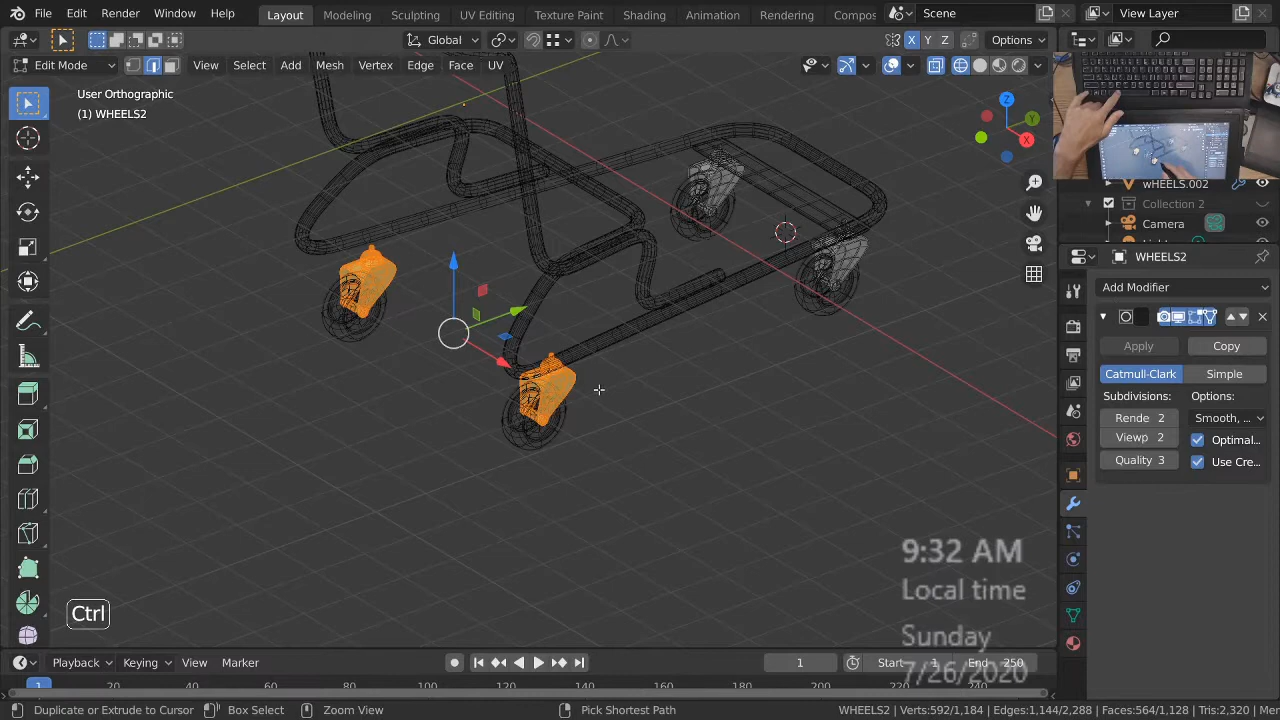 File Edit Render Window Help Layout Modeling Sculpting UV Editing Texture Paint Shading Animation Rendering Compos Scene View Layer
Global X Y Z Options
Edit Mode View Select Add Mesh Vertex Edge Face UV
User Orthographic
(1) WHEELS2
Z
Y
X
wHEELS.002
Collection 2
Camera
WHEELS2
Add Modifier
Apply Copy
Catmull-Clark Simple
Subdivisions: Options:
Rende 2 Smooth, ...
Viewp 2 Optimal...
Quality 3 Use Cre...
9:32 AM
Local time
Sunday
7/26/2020
Ctrl
Playback Keying View Marker 1 Start 1 End 250
1 20 40 60 80 100 120 140 160 180 200 220 240
Duplicate or Extrude to Cursor Box Select Zoom View Pick Shortest Path WHEELS2 | Verts:592/1,184 | Edges:1,144/2,288 | Faces:564/1,128 | Tris:2,320 | Mer